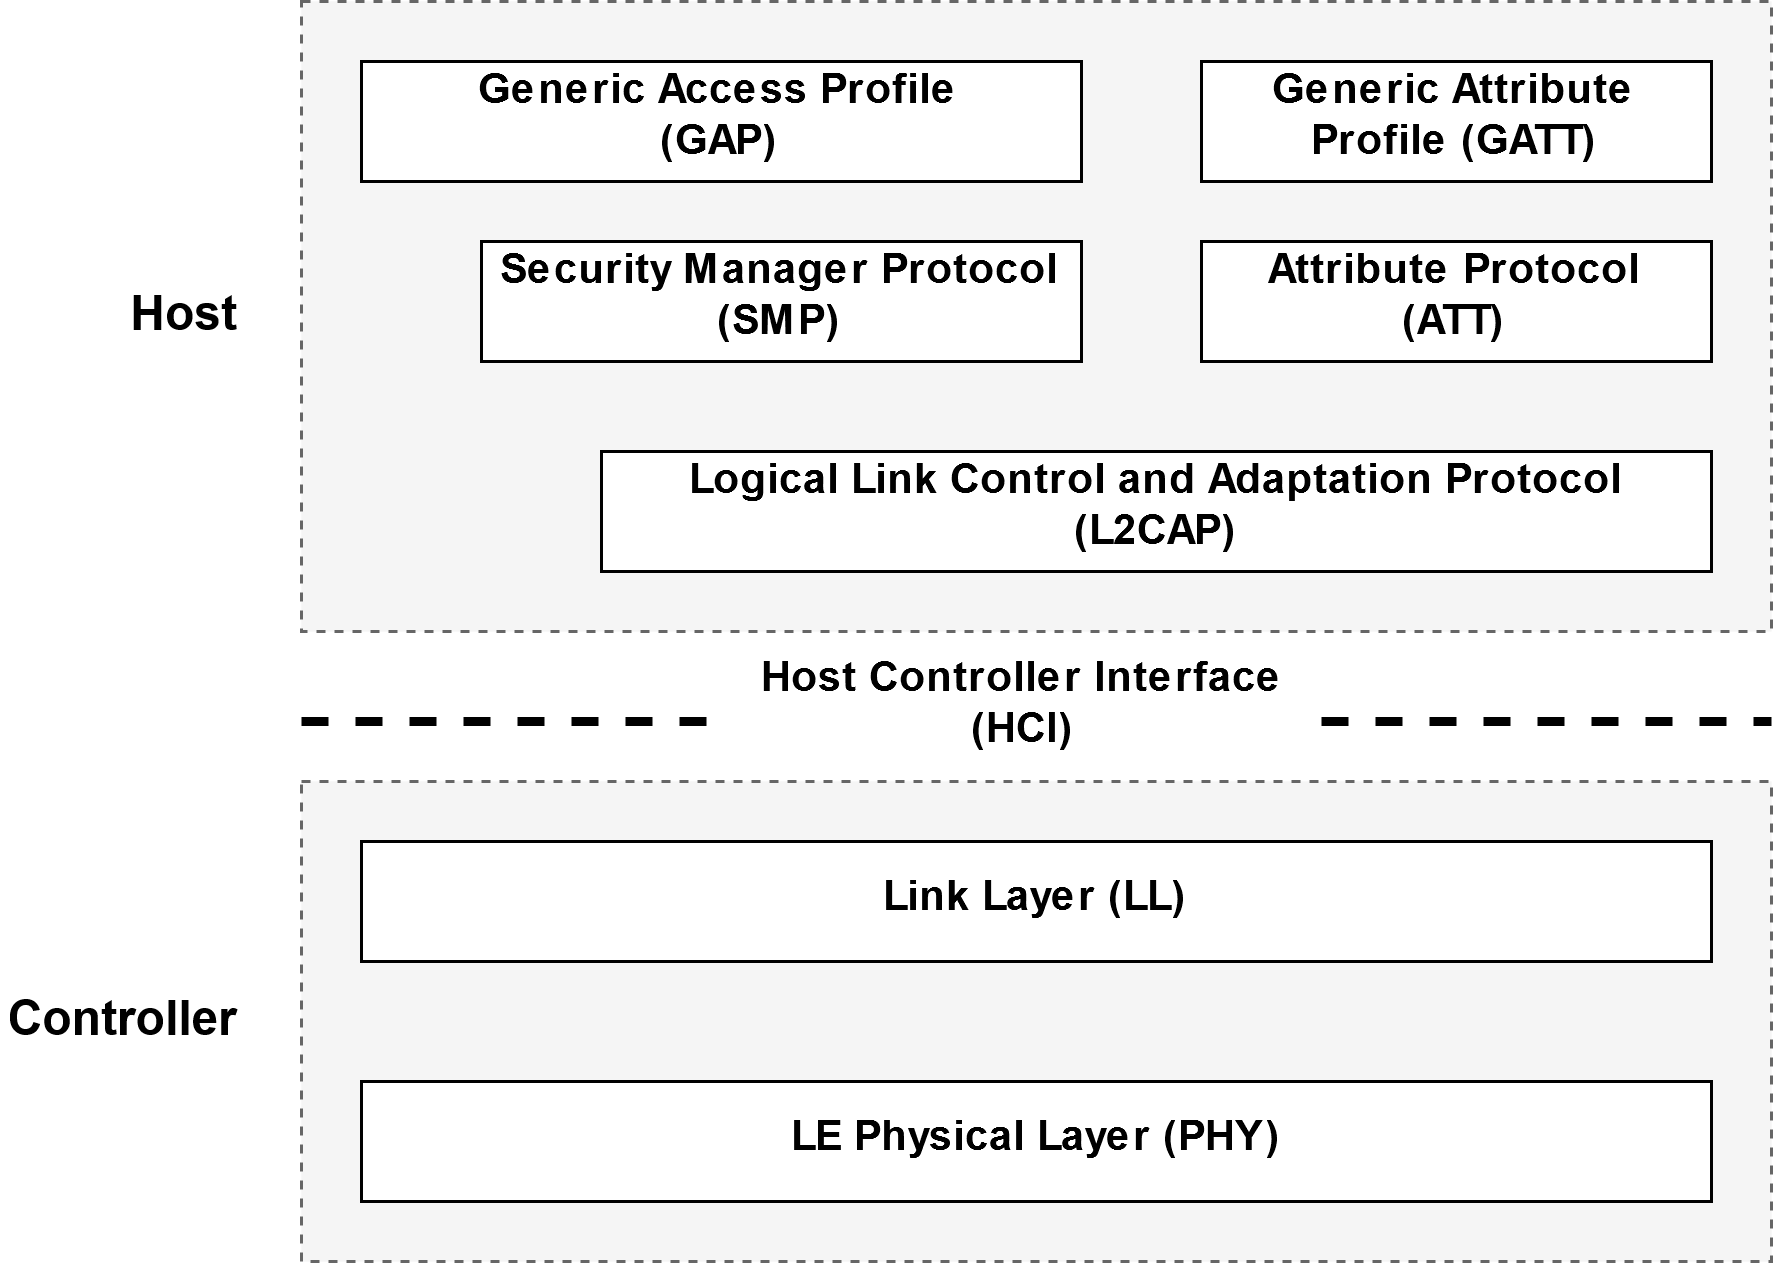 Generic Access Profile
(GAP)
Generic Attribute
Profile (GATT)
Security Manager Protocol
(SMP)
Attribute Protocol
(ATT)
Host
Logical Link Control and Adaptation Protocol
(L2CAP)
Host Controller Interface
(HCI)
Link Layer (LL)
Controller
LE Physical Layer (PHY)